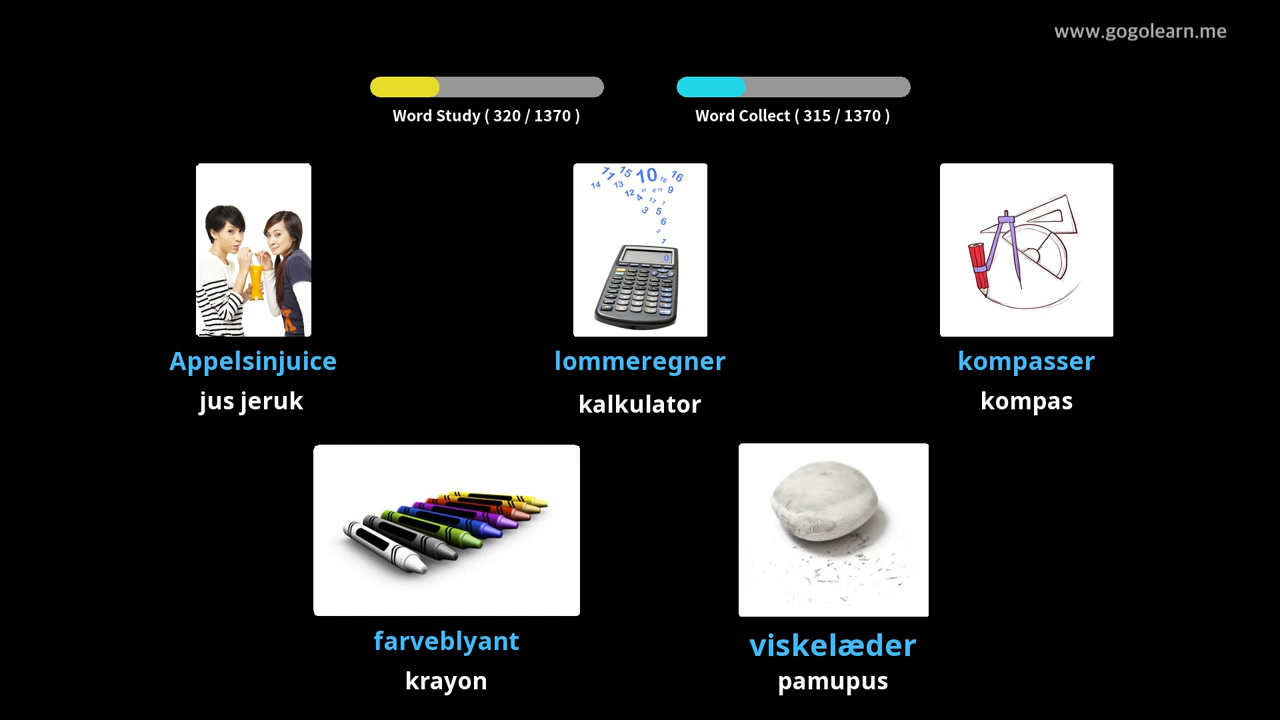 www.gogolearn.me
Word Study ( 320 / 1370 )
Word Collect ( 315 / 1370 )
Appelsinjuice
jus jeruk
lommeregner
kalkulator
kompasser
kompas
farveblyant
krayon
viskelæder
pamupus